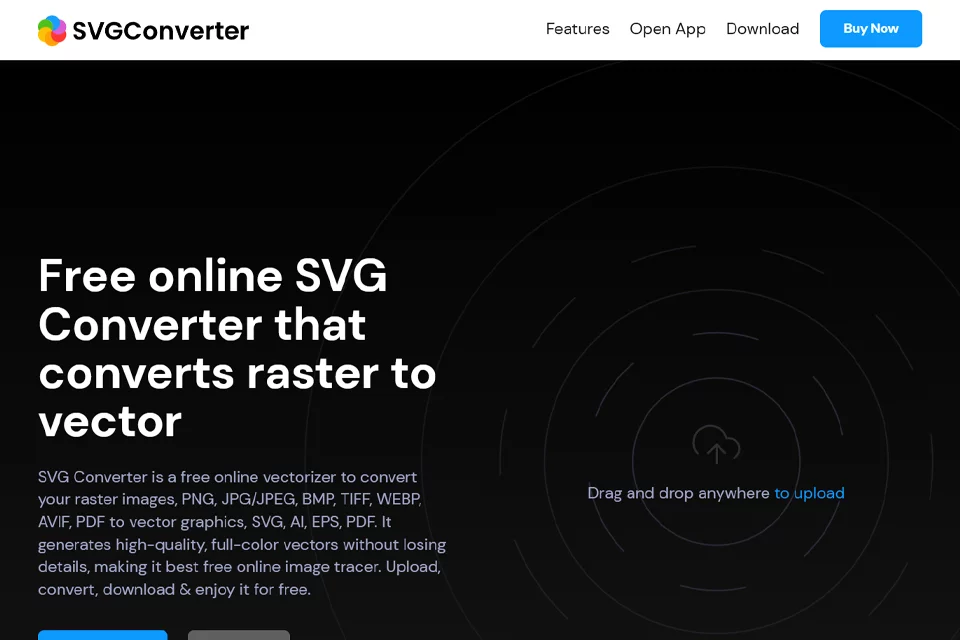 SVGConverter
Features
Open App
Download
Buy Now
Free online SVG
Converter that
converts raster to
vector
SVG Converter is a free online vectorizer to convert
your raster images, PNG, JPG/JPEG, BMP, TIFF, WEBP,
AVIF, PDF to vector graphics, SVG, AI, EPS, PDF. It
generates high-quality, full-color vectors without losing
details, making it best free online image tracer. Upload,
convert, download & enjoy it for free.
Drag and drop anywhere to upload